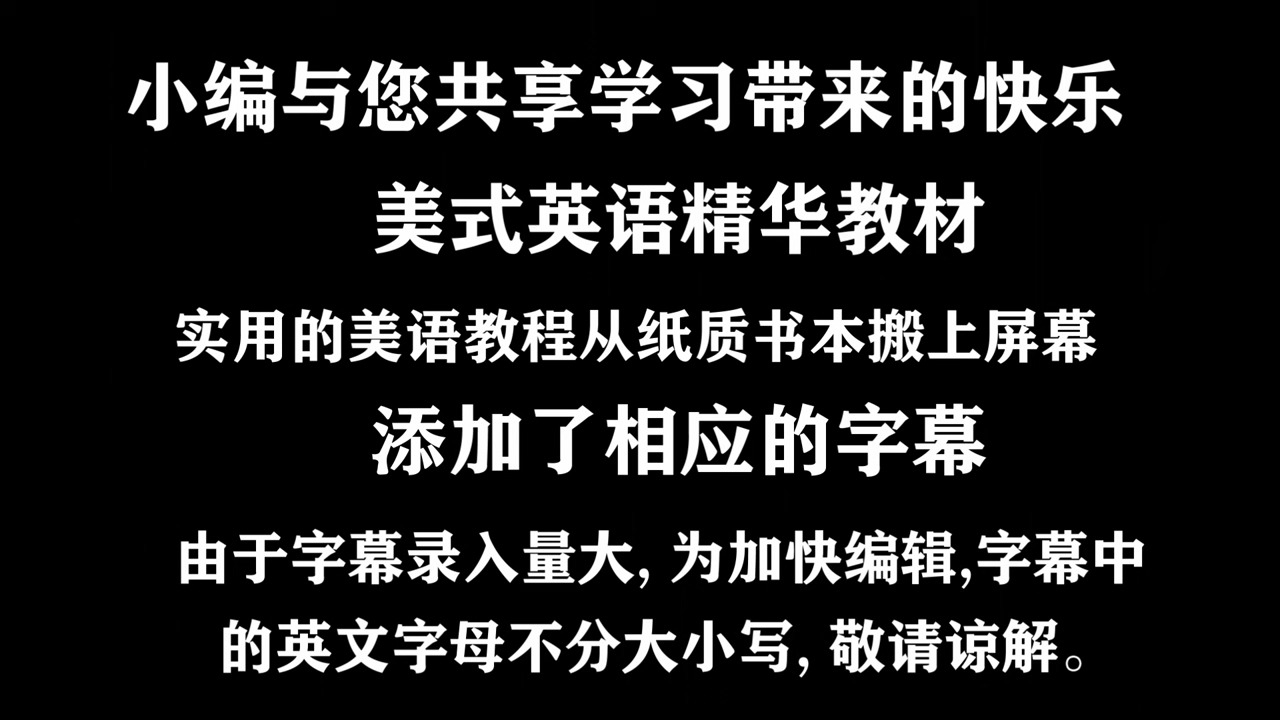 小编与您共享学习带来的快乐
美式英语精华教材
实用的美语教程从纸质书本搬上屏幕
添加了相应的字幕
由于字幕录入量大, 为加快编辑,字幕中
的英文字母不分大小写, 敬请谅解。